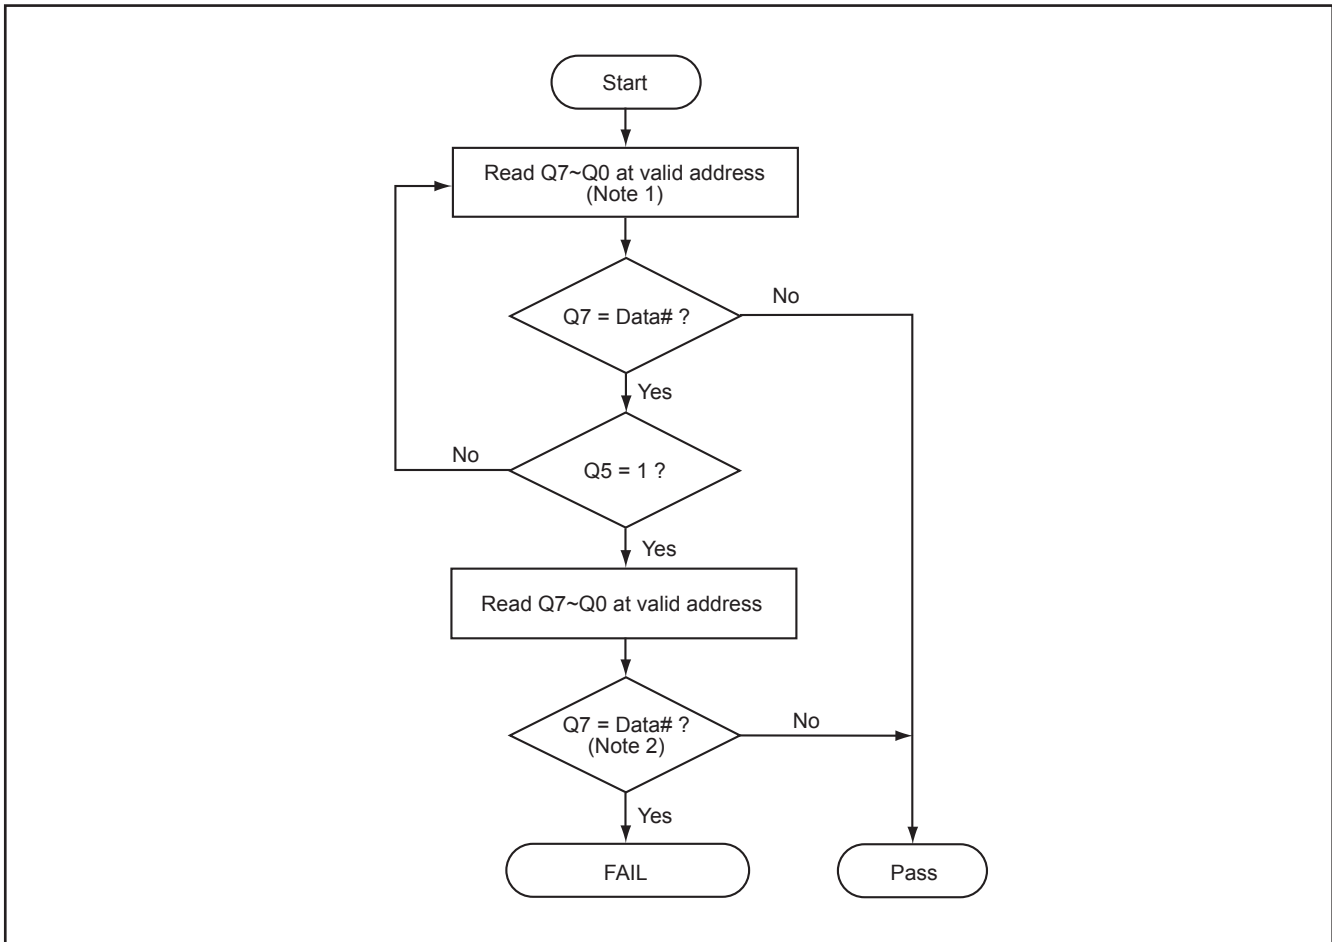 Start
Read Q7~Q0 at valid address
(Note 1)
Q7 = Data# ?
No
Yes
Q5 = 1 ?
No
Yes
Read Q7~Q0 at valid address
Q7 = Data# ?
(Note 2)
No
Yes
FAIL
Pass